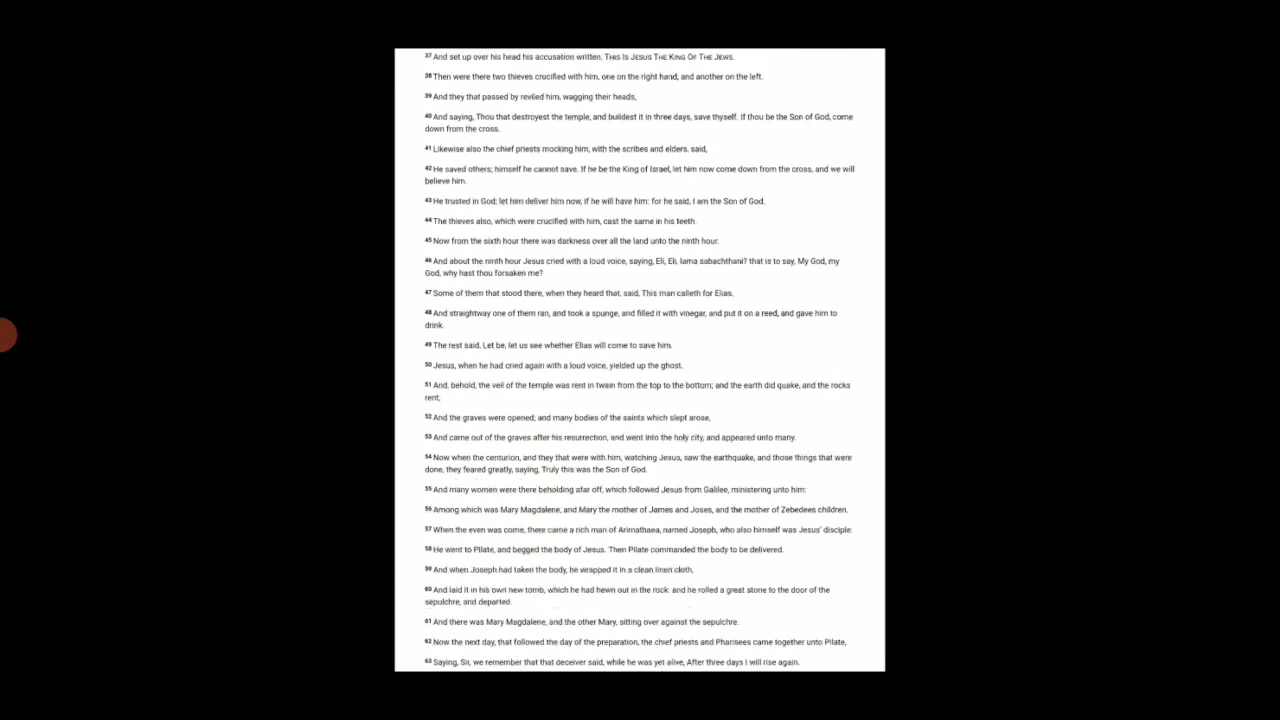 37 And set up over his head his accusation written, This Is Jesus The King Of The Jews.
38 Then were there two thieves crucified with him, one on the right hand, and another on the left.
39 And they that passed by reviled him, wagging their heads,
40 And saying, Thou that destroyest the temple, and buildest it in three days, save thyself. If thou be the Son of God, come
down from the cross.
41 Likewise also the chief priests mocking him, with the scribes and elders, said,
42 He saved others; himself he cannot save. If he be the King of Israel, let him now come down from the cross, and we will
believe him.
43 He trusted in God; let him deliver him now, if he will have him: for he said, I am the Son of God.
44 The thieves also, which were crucified with him, cast the same in his teeth.
45 Now from the sixth hour there was darkness over all the land unto the ninth hour.
46 And about the ninth hour Jesus cried with a loud voice, saying, Eli, Eli, lama sabachthani? that is to say, My God, my
God, why hast thou forsaken me?
47 Some of them that stood there, when they heard that, said, This man calleth for Elias.
48 And straightway one of them ran, and took a spunge, and filled it with vinegar, and put it on a reed, and gave him to
drink.
49 The rest said, Let be, let us see whether Elias will come to save him.
50 Jesus, when he had cried again with a loud voice, yielded up the ghost.
51 And, behold, the veil of the temple was rent in twain from the top to the bottom; and the earth did quake, and the rocks
rent;
52 And the graves were opened; and many bodies of the saints which slept arose,
53 And came out of the graves after his resurrection, and went into the holy city, and appeared unto many.
54 Now when the centurion, and they that were with him, watching Jesus, saw the earthquake, and those things that were
done, they feared greatly, saying, Truly this was the Son of God.
55 And many women were there beholding afar off, which followed Jesus from Galilee, ministering unto him:
56 Among which was Mary Magdalene, and Mary the mother of James and Joses, and the mother of Zebedees children.
57 When the even was come, there came a rich man of Arimathaea, named Joseph, who also himself was Jesus' disciple:
58 He went to Pilate, and begged the body of Jesus. Then Pilate commanded the body to be delivered.
59 And when Joseph had taken the body, he wrapped it in a clean linen cloth,
60 And laid it in his own new tomb, which he had hewn out in the rock: and he rolled a great stone to the door of the
sepulchre, and departed.
61 And there was Mary Magdalene, and the other Mary, sitting over against the sepulchre.
62 Now the next day, that followed the day of the preparation, the chief priests and Pharisees came together unto Pilate,
63 Saying, Sir, we remember that that deceiver said, while he was yet alive, After three days I will rise again.